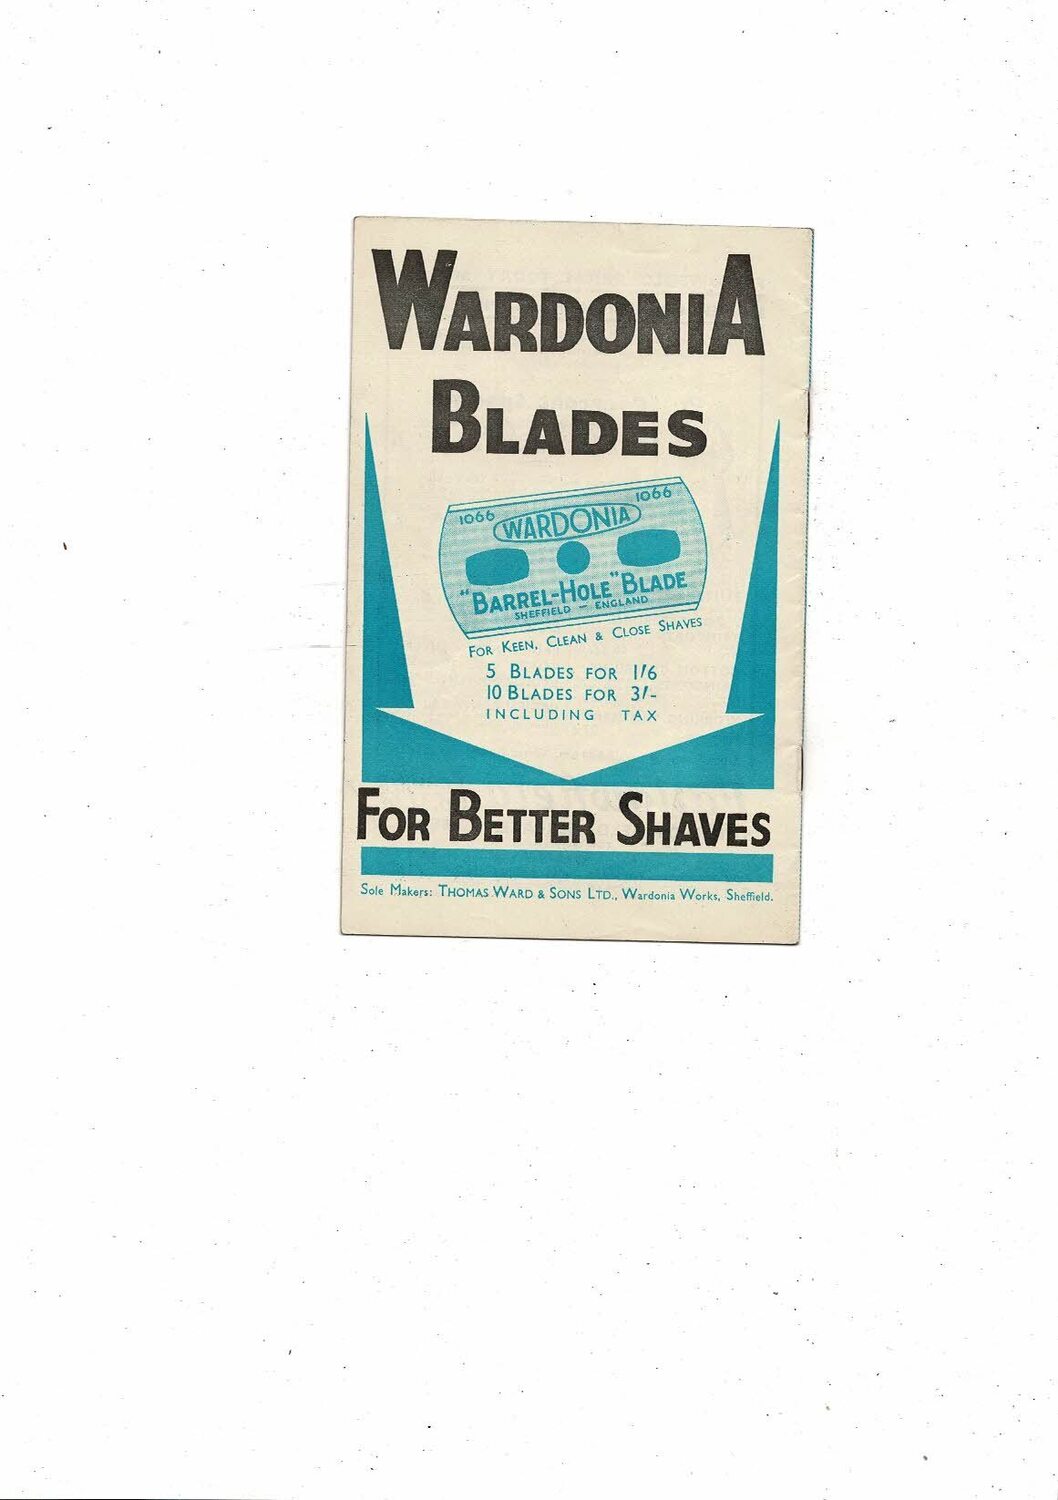 WARDONIA
BLADES
1066 1066
WARDONIA
"BARREL-HOLE" BLADE
SHEFFIELD — ENGLAND
FOR KEEN, CLEAN & CLOSE SHAVES
5 BLADES FOR 1/6
10 BLADES FOR 3/-
INCLUDING TAX
FOR BETTER SHAVES
Sole Makers: THOMAS WARD & SONS LTD., Wardonia Works, Sheffield.